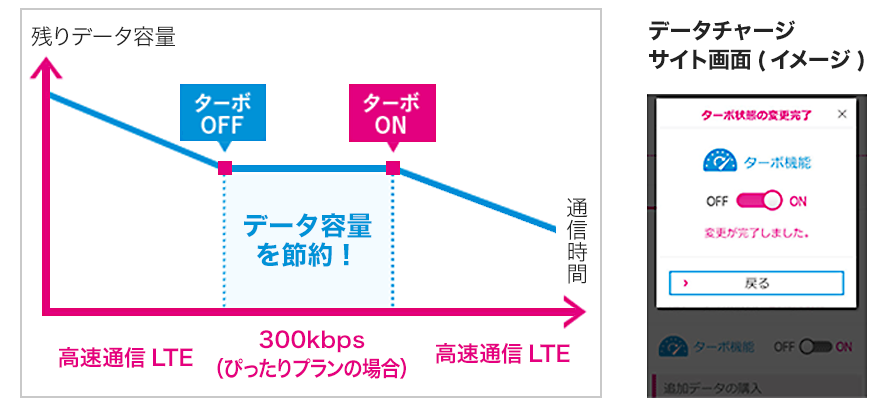 残りデータ容量
ターボ
OFF
ターボ
ON
データ容量
を節約！
通信時間
高速通信 LTE
300kbps
（ぴったりプランの場合）
高速通信 LTE
データチャージ
サイト画面 ( イメージ )
ターボ状態の変更完了
×
ターボ機能
OFF ON
変更が完了しました。
› 戻る
ターボ機能 OFF ON
追加データの購入